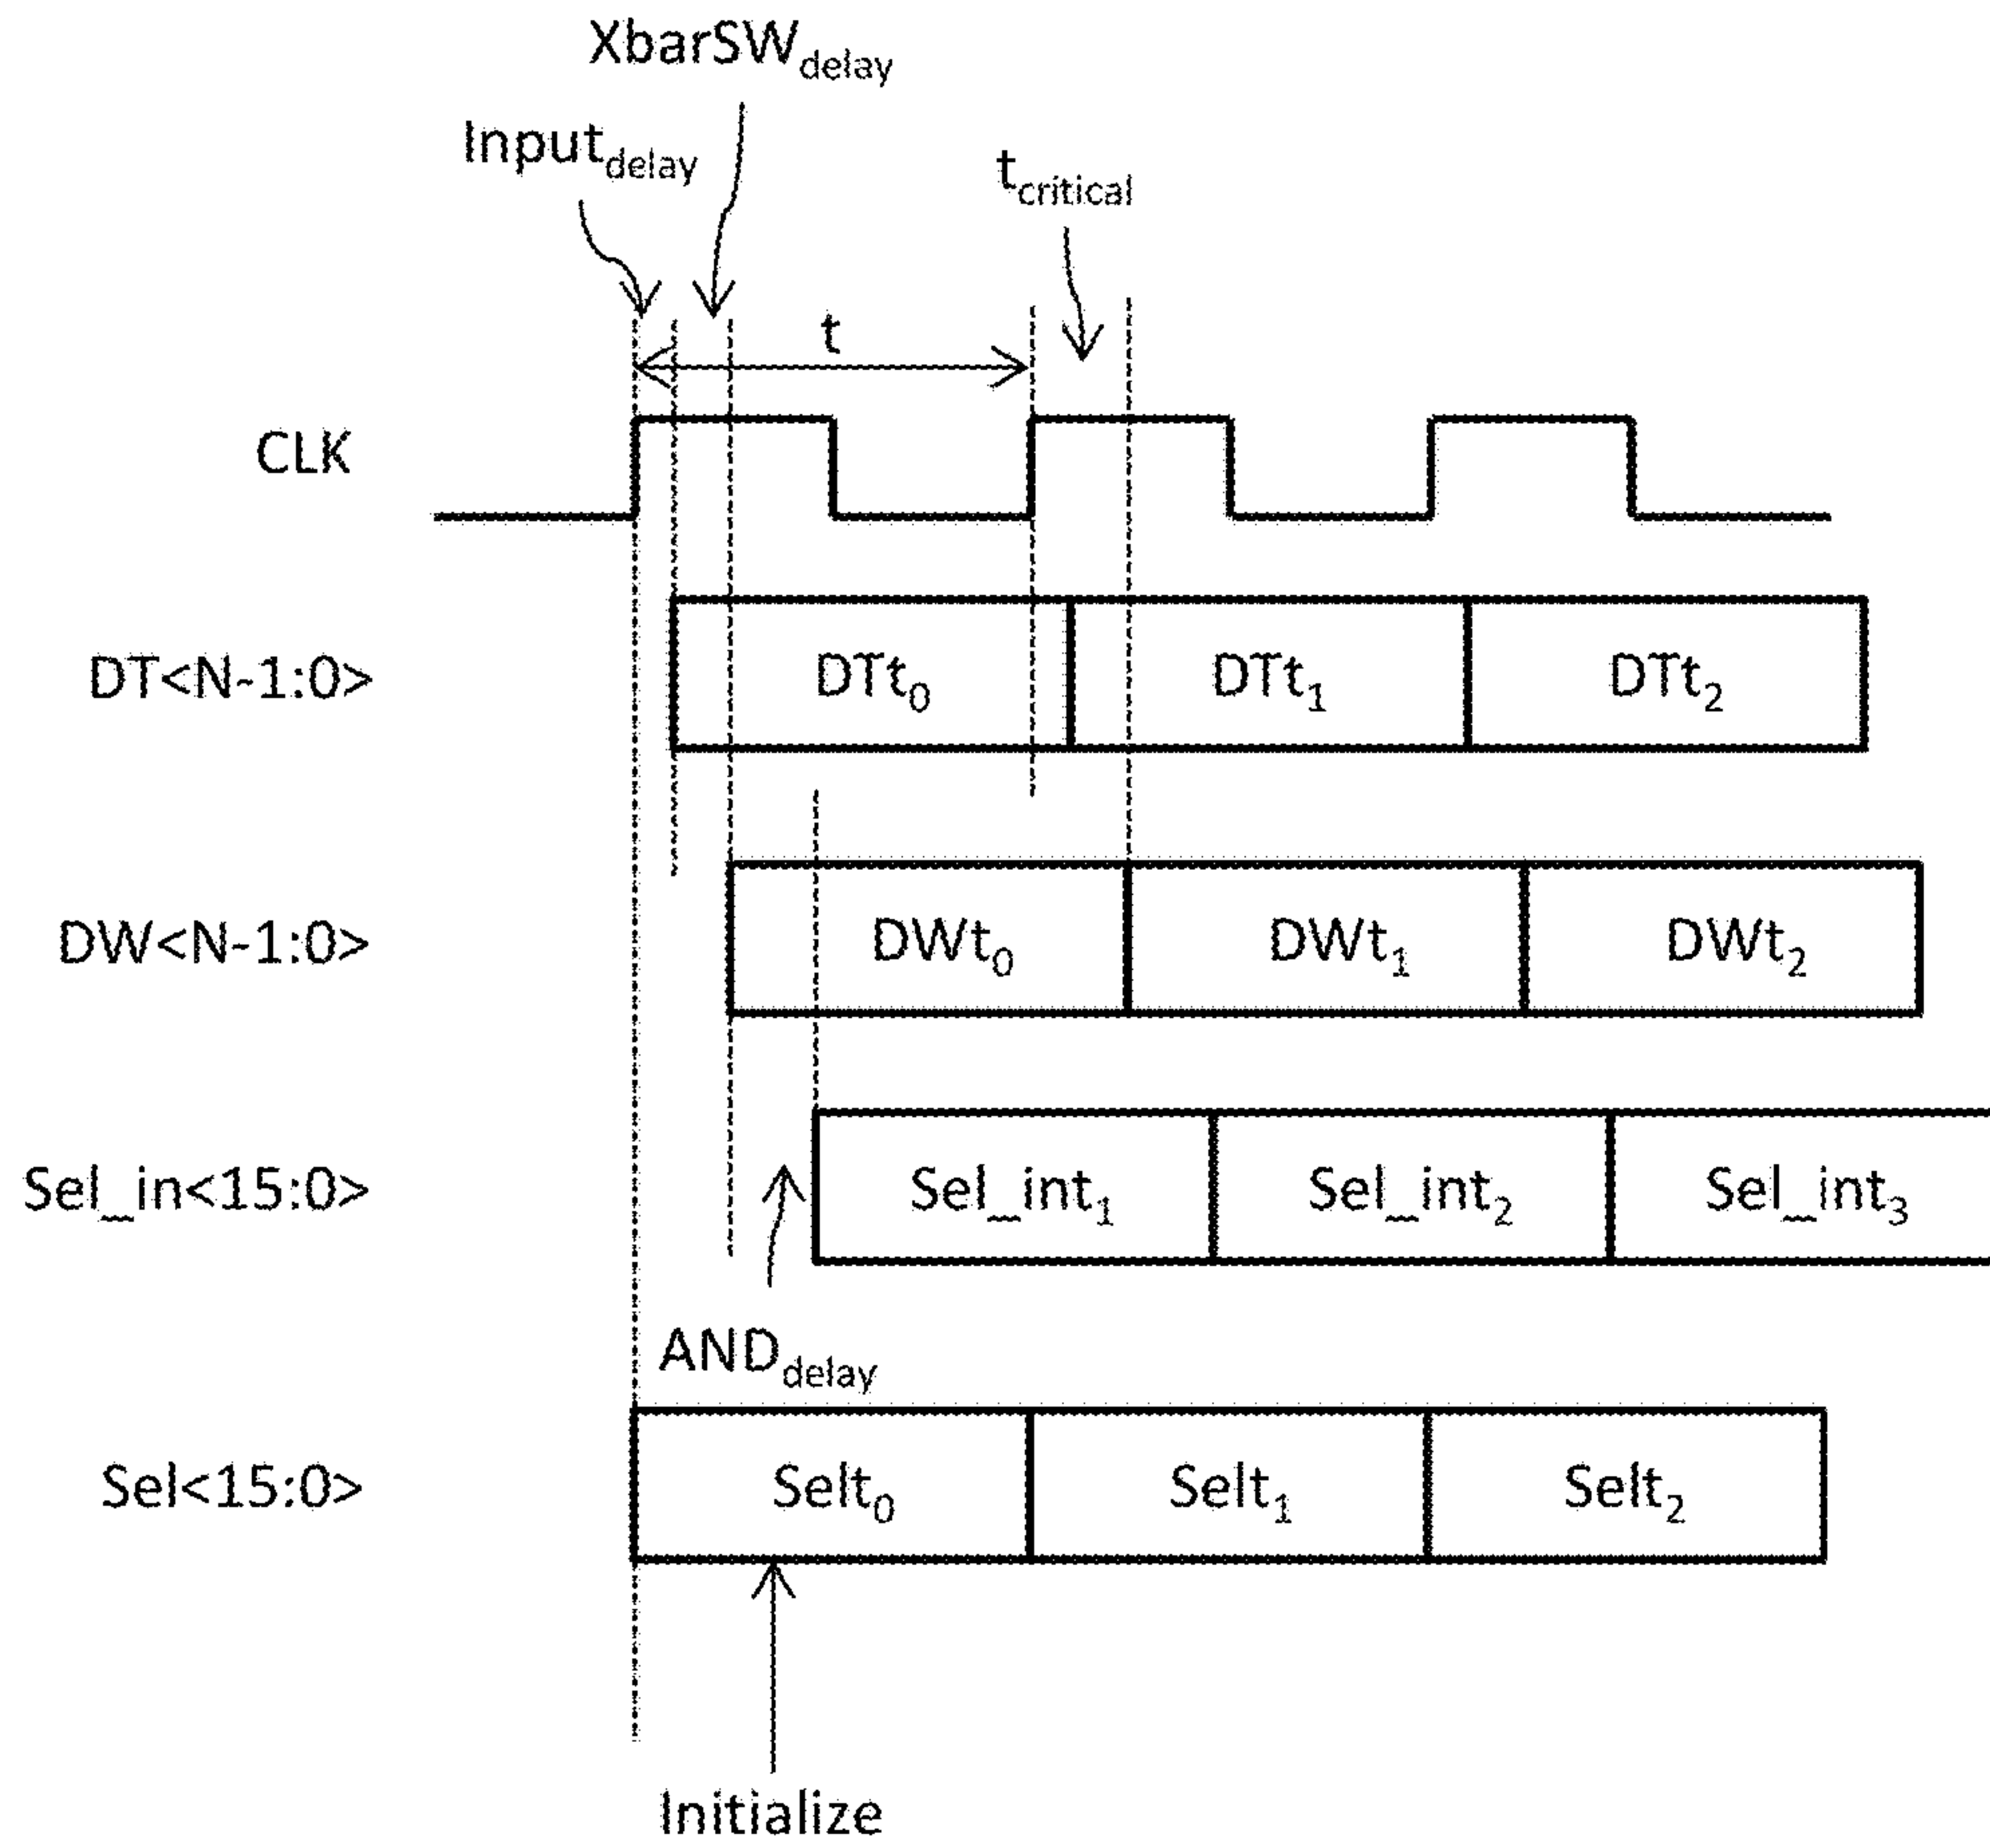 XbarSWdelay
Inputdelay
tcritical
t
CLK
DT<N-1:0>
DTt0 DTt1 DTt2
DW<N-1:0>
DWt0 DWt1 DWt2
Sel_in<15:0>
Sel_int1 Sel_int2 Sel_int3
ANDdelay
Sel<15:0>
Selt0 Selt1 Selt2
Initialize